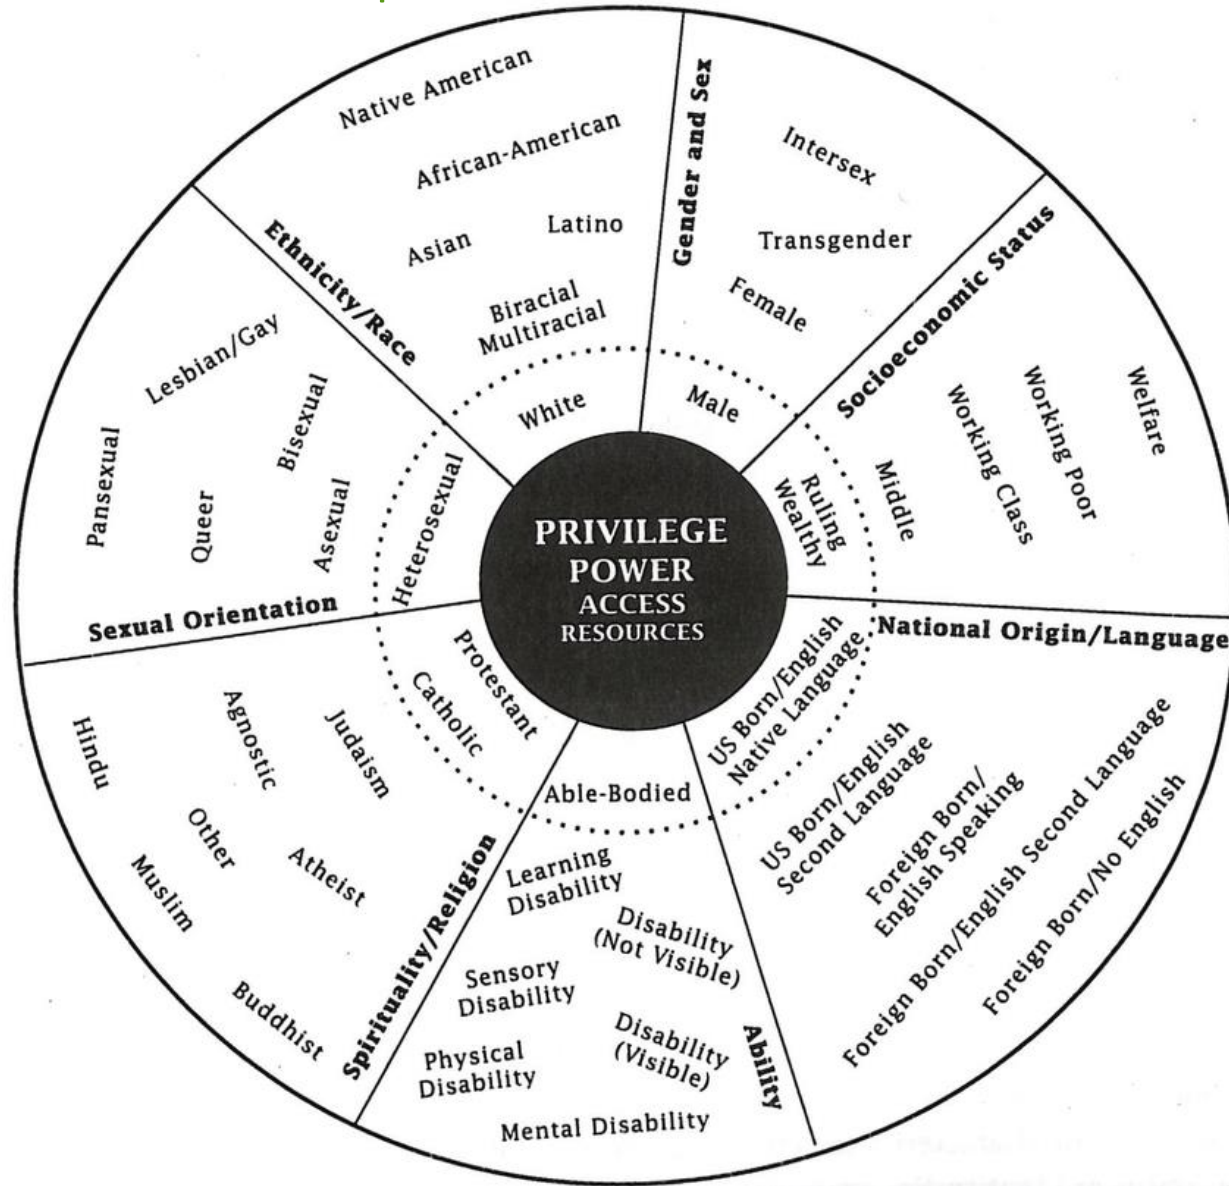 PRIVILEGE
POWER
ACCESS
RESOURCES
Ethnicity/Race
Native American
African-American
Asian
Latino
Biracial
Multiracial
White
Gender and Sex
Intersex
Transgender
Female
Male
Socioeconomic Status
Welfare
Working Poor
Working Class
Middle
Ruling
Wealthy
National Origin/Language
US Born/English
Native Language
US Born/English
Second Language
Foreign Born/
English Speaking
Foreign Born/English Second Language
Foreign Born/No English
Ability
Able-Bodied
Learning
Disability
Disability
(Not Visible)
Sensory
Disability
Disability
(Visible)
Physical
Disability
Mental Disability
Spirituality/Religion
Protestant
Catholic
Judaism
Agnostic
Hindu
Other
Atheist
Muslim
Buddhist
Sexual Orientation
Heterosexual
Lesbian/Gay
Bisexual
Pansexual
Queer
Asexual